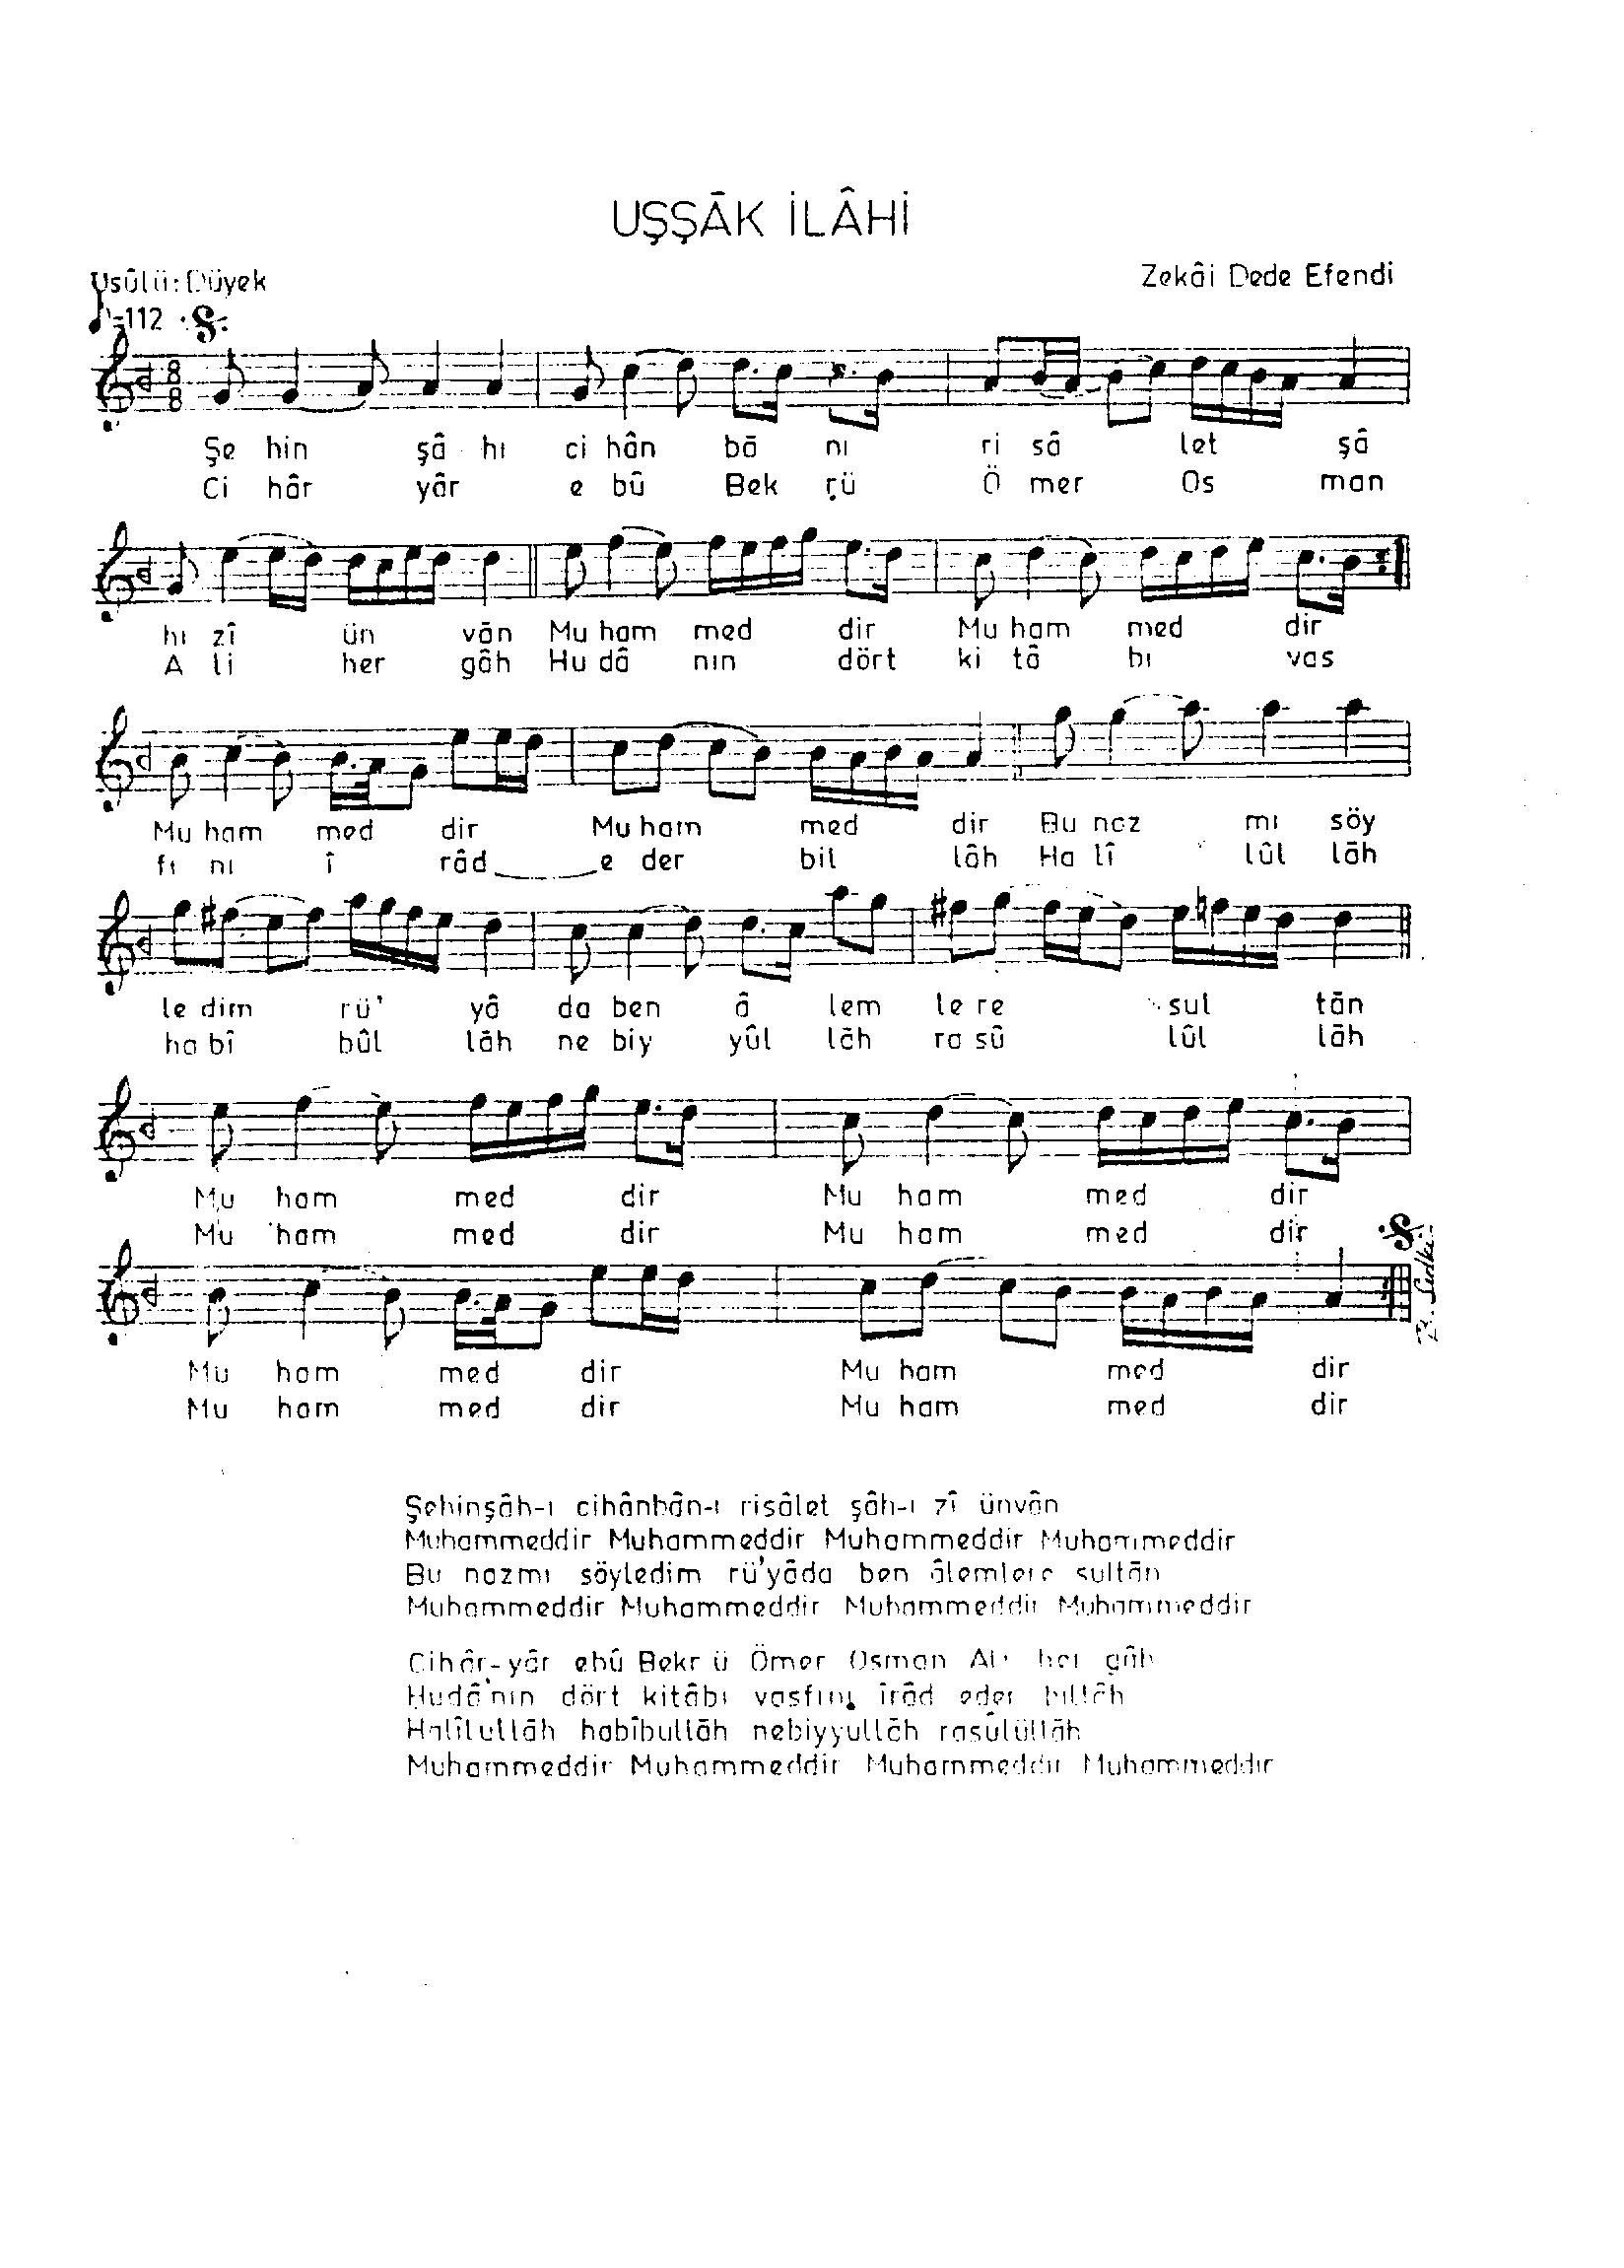 UŞŞÂK İLÂHİ
Usûlü: Düyek
Zekâi Dede Efendi
=112
8 8 8
Şe hin şâ hı ci hân bâ nı ri sâ let şâ
Ci hâr yâr e bû Bek rü Ö mer Os man
hı zî ün vân Mu ham med dir Mu ham med dir
A li her gâh Hu dâ nın dört ki tâ bı vas
Mu ham med dir Mu ham med dir Bu naz mı söy
fı nı î râd e der bil lâh Ha lî lûl lâh
le dim rü' yâ da ben â lem le re sul tân
ha bî bûl lâh ne biy yûl lâh ra sû lûl lâh
Mu ham med dir Mu ham med dir
Mu ham med dir Mu ham med dir
Mu ham med dir Mu ham med dir
Mu ham med dir Mu ham med dir
Şehinşâh-ı cihânbân-ı risâlet şâh-ı zî ünvân
Muhammeddir Muhammeddir Muhammeddir Muhammeddir
Bu nazmı söyledim rü'yâda ben âlemlere sultân
Muhammeddir Muhammeddir Muhammeddir Muhammeddir
Cihâr-yâr ebû Bekr ü Ömer Osman Ali her gâh
Hudâ'nın dört kitâbı vasfını îrâd eder billâh
Halîlullâh habîbullâh nebiyyullâh rasûlüllâh
Muhammeddir Muhammeddir Muhammeddir Muhammeddir